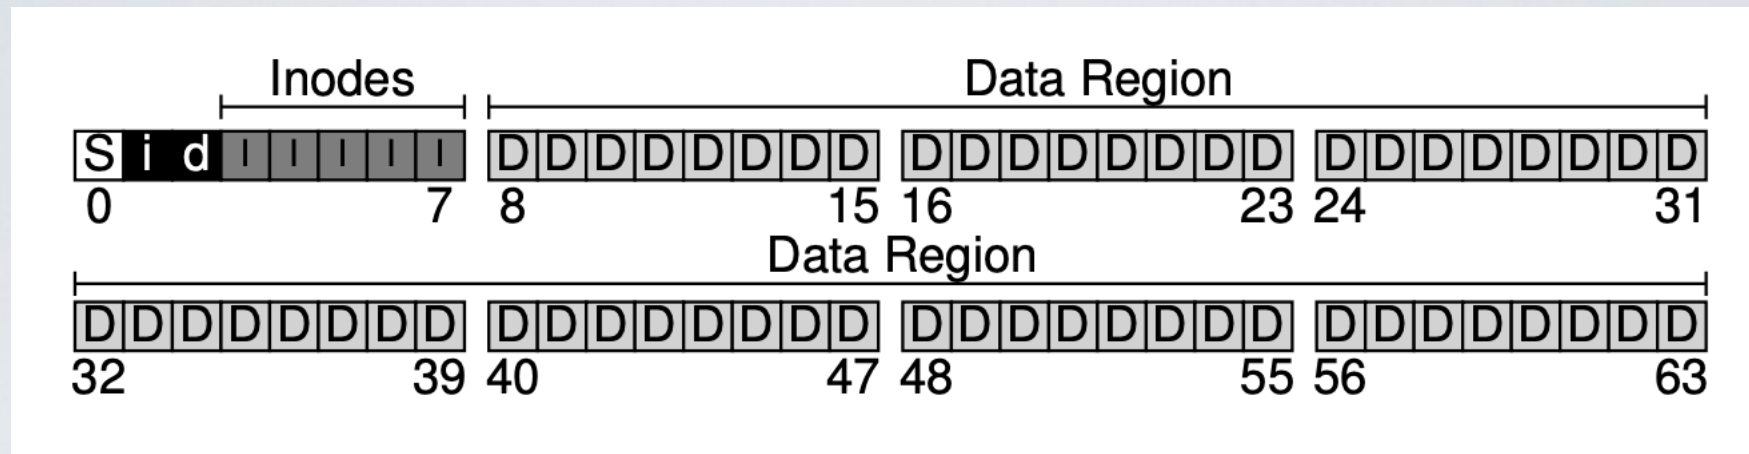 Inodes Data Region
S i d I I I I I D D D D D D D D D D D D D D D D D D D D D D D D
0 7 8 15 16 23 24 31
Data Region
D D D D D D D D D D D D D D D D D D D D D D D D D D D D D D D D
32 39 40 47 48 55 56 63